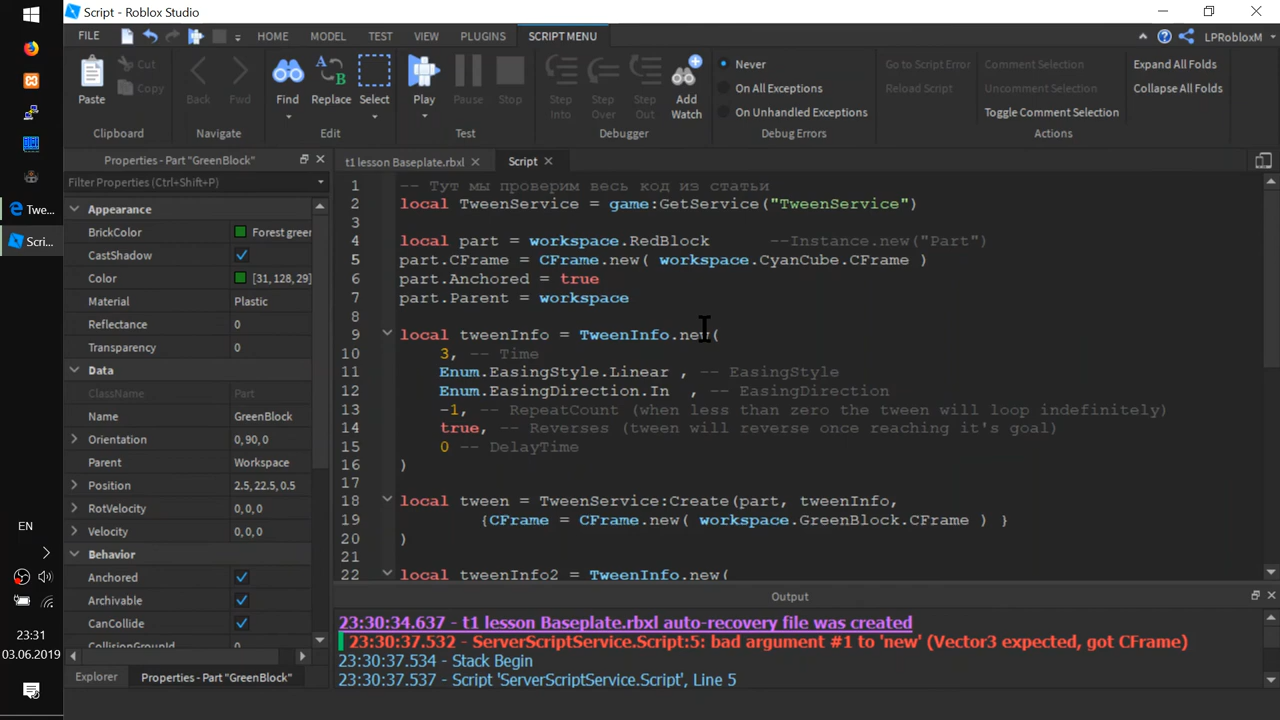 Script - Roblox Studio
FILE HOME MODEL TEST VIEW PLUGINS SCRIPT MENU LPRobloxM
Paste Cut Copy Back Fwd Find Replace Select Play Pause Stop Step Into Step Over Step Out Add Watch
Never
On All Exceptions
On Unhandled Exceptions
Go to Script Error
Reload Script
Comment Selection
Uncomment Selection
Toggle Comment Selection
Expand All Folds
Collapse All Folds
Clipboard Navigate Edit Test Debugger Debug Errors Actions
Properties - Part "GreenBlock"
Filter Properties (Ctrl+Shift+P)
Appearance
BrickColor Forest green
CastShadow
Color [31,128,29]
Material Plastic
Reflectance 0
Transparency 0
Data
ClassName Part
Name GreenBlock
Orientation 0, 90, 0
Parent Workspace
Position 2.5, 22.5, 0.5
RotVelocity 0, 0, 0
Velocity 0, 0, 0
Behavior
Anchored
Archivable
CanCollide
CollisionGroupID 0
Explorer Properties - Part "GreenBlock"
t1 lesson Baseplate.rbxl Script
1 -- Тут мы проверим весь код из статьи
2 local TweenService = game:GetService("TweenService")
3
4 local part = workspace.RedBlock --Instance.new("Part")
5 part.CFrame = CFrame.new( workspace.CyanCube.CFrame )
6 part.Anchored = true
7 part.Parent = workspace
8
9 local tweenInfo = TweenInfo.new(
10 3, -- Time
11 Enum.EasingStyle.Linear , -- EasingStyle
12 Enum.EasingDirection.In , -- EasingDirection
13 -1, -- RepeatCount (when less than zero the tween will loop indefinitely)
14 true, -- Reverses (tween will reverse once reaching it's goal)
15 0 -- DelayTime
16 )
17
18 local tween = TweenService:Create(part, tweenInfo,
19 {CFrame = CFrame.new( workspace.GreenBlock.CFrame ) }
20 )
21
22 local tweenInfo2 = TweenInfo.new(
Output
23:30:34.637 - t1 lesson Baseplate.rbxl auto-recovery file was created
23:30:37.532 - ServerScriptService.Script:5: bad argument #1 to 'new' (Vector3 expected, got CFrame)
23:30:37.534 - Stack Begin
23:30:37.537 - Script 'ServerScriptService.Script', Line 5
Twe...
Scri...
EN
23:31
03.06.2019